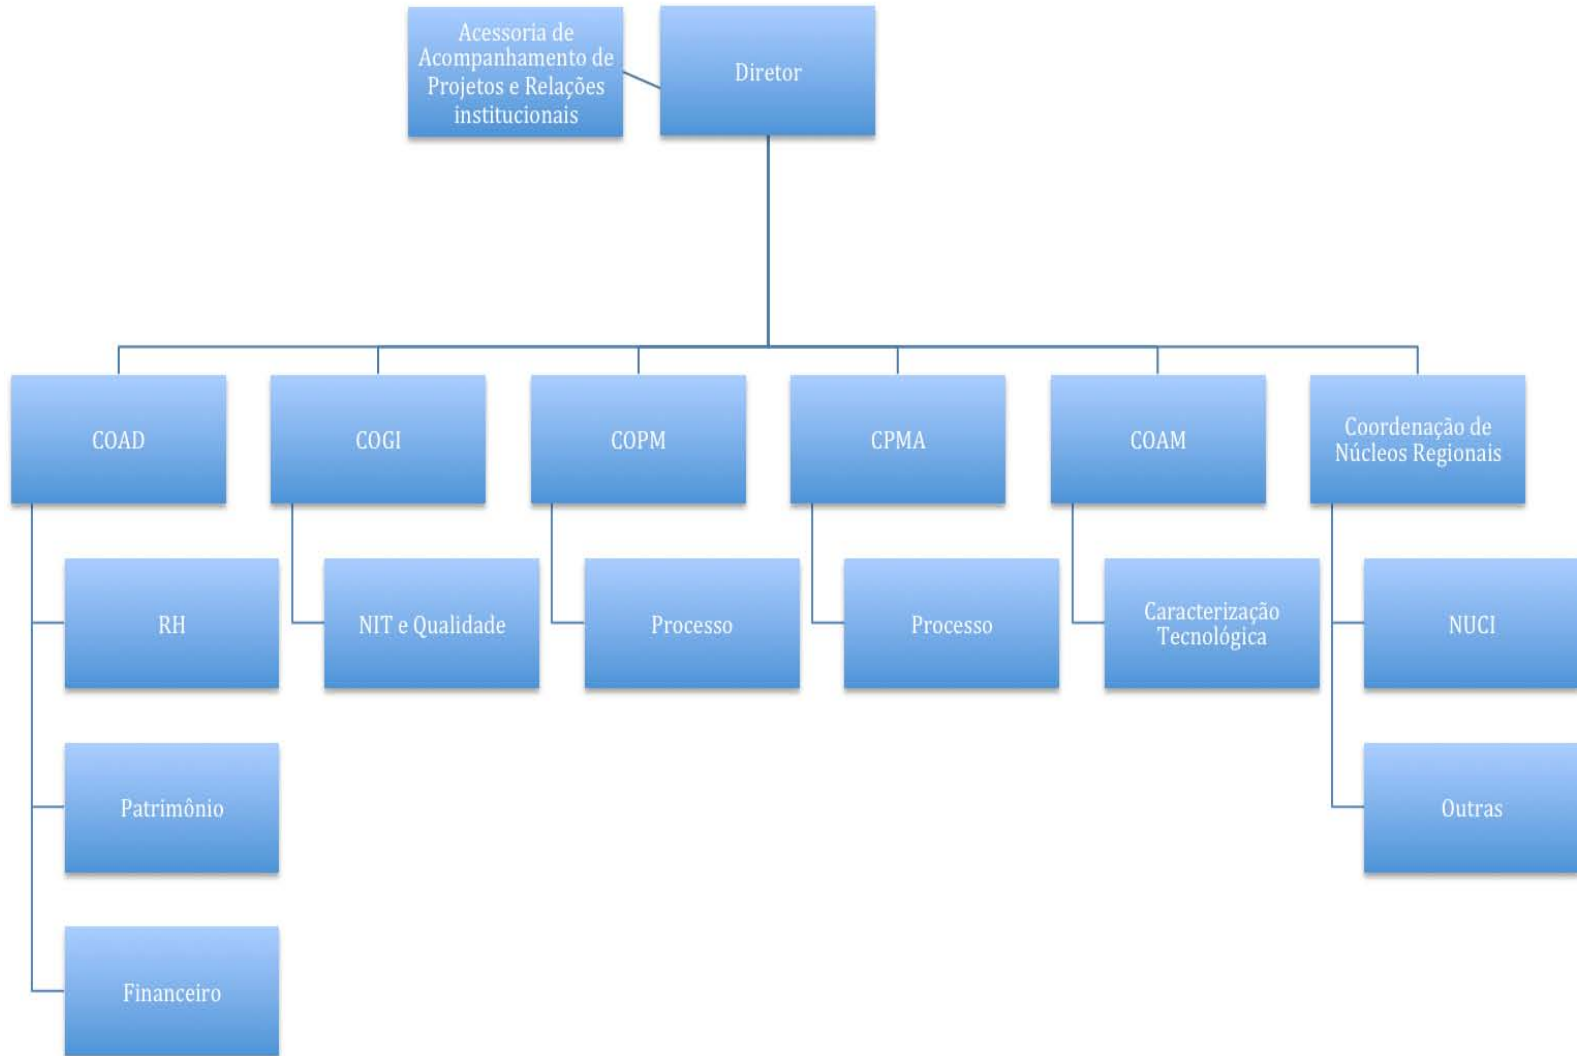 Acessoria de
Acompanhamento de
Projetos e Relações
institucionais
Diretor
COAD
COGI
COPM
CPMA
COAM
Coordenação de
Núcleos Regionais
RH
NIT e Qualidade
Processo
Processo
Caracterização
Tecnológica
NUCI
Patrimônio
Outras
Financeiro